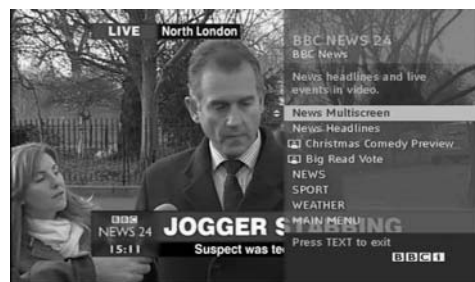 LIVE North London
BBC NEWS 24
BBC News
News headlines and live
events in video.
News Multiscreen
News Headlines
Christmas Comedy Preview
Big Read Vote
NEWS
SPORT
WEATHER
MAIN MENU
Press TEXT to exit
BBCi
BBC
NEWS 24
15:11
JOGGER STABBING
Suspect was